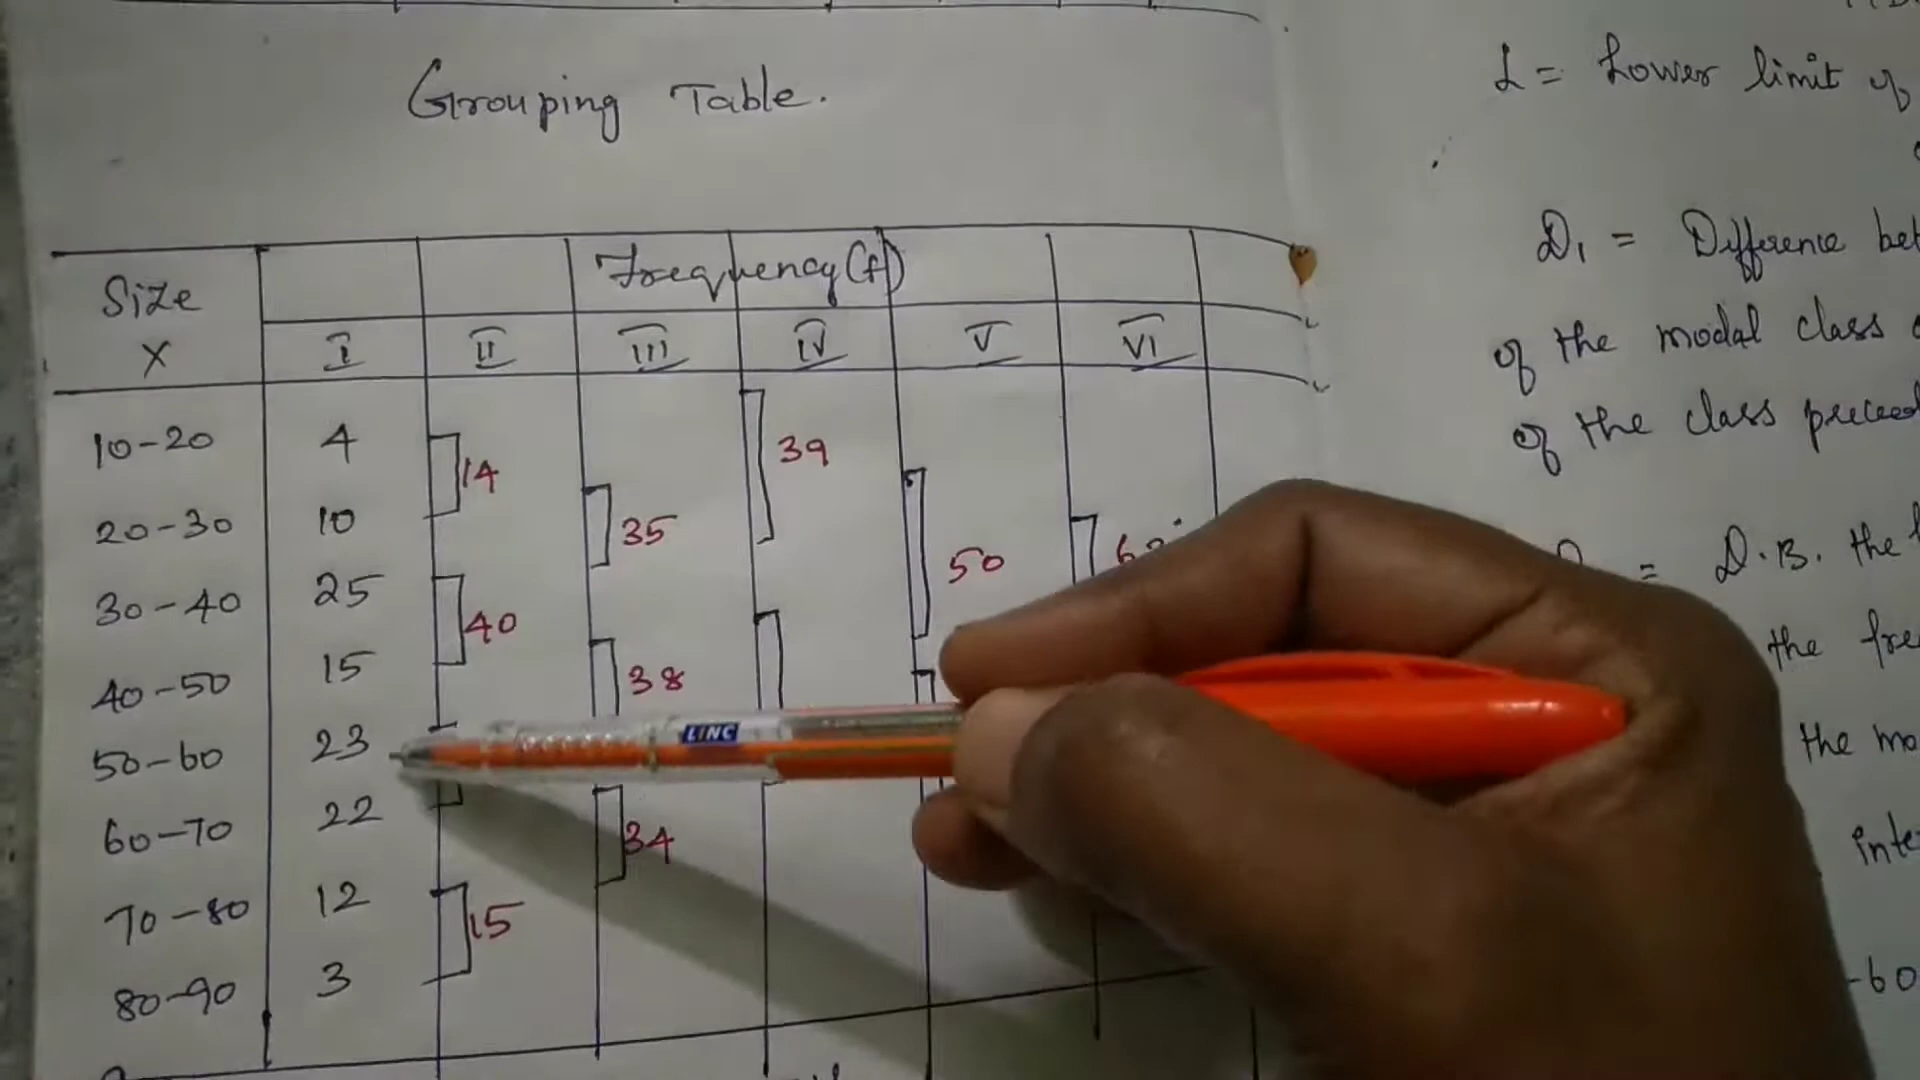 Grouping Table.
Size X
Frequency (f)
I II III IV V VI
10-20 4 14 39
20-30 10 35 50
30-40 25 40
40-50 15 38
50-60 23
60-70 22 34
70-80 12 15
80-90 3
LINC
L = Lower limit of
D1 = Difference bet
of the modal class
of the class preceed
= D.B. the
the fre
the mo
inte
-60